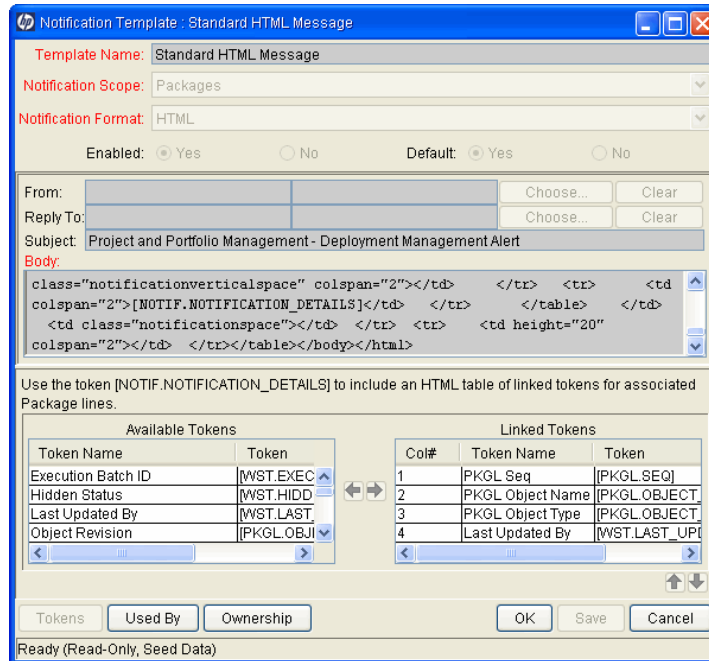 hp Notification Template : Standard HTML Message
Template Name: Standard HTML Message
Notification Scope: Packages
Notification Format: HTML
Enabled: Yes No Default: Yes No
From: Choose... Clear
Reply To: Choose... Clear
Subject: Project and Portfolio Management - Deployment Management Alert
Body:
class="notificationverticalspace" colspan="2"></td> </tr> <tr> <td
colspan="2">[NOTIF.NOTIFICATION_DETAILS]</td> </tr> </table> </td>
<td class="notificationspace"></td> </tr> <tr> <td height="20"
colspan="2"></td> </tr></table></body></html>
Use the token [NOTIF.NOTIFICATION_DETAILS] to include an HTML table of linked tokens for associated
Package lines.
Available Tokens Linked Tokens
Token Name Token Col# Token Name Token
Execution Batch ID [WST.EXEC 1 PKGL Seq [PKGL.SEQ]
Hidden Status [WST.HIDD 2 PKGL Object Name [PKGL.OBJECT_
Last Updated By [WST.LAST_ 3 PKGL Object Type [PKGL.OBJECT_
Object Revision [PKGL.OBJI 4 Last Updated By [WST.LAST_UPD
Tokens Used By Ownership OK Save Cancel
Ready (Read-Only, Seed Data)